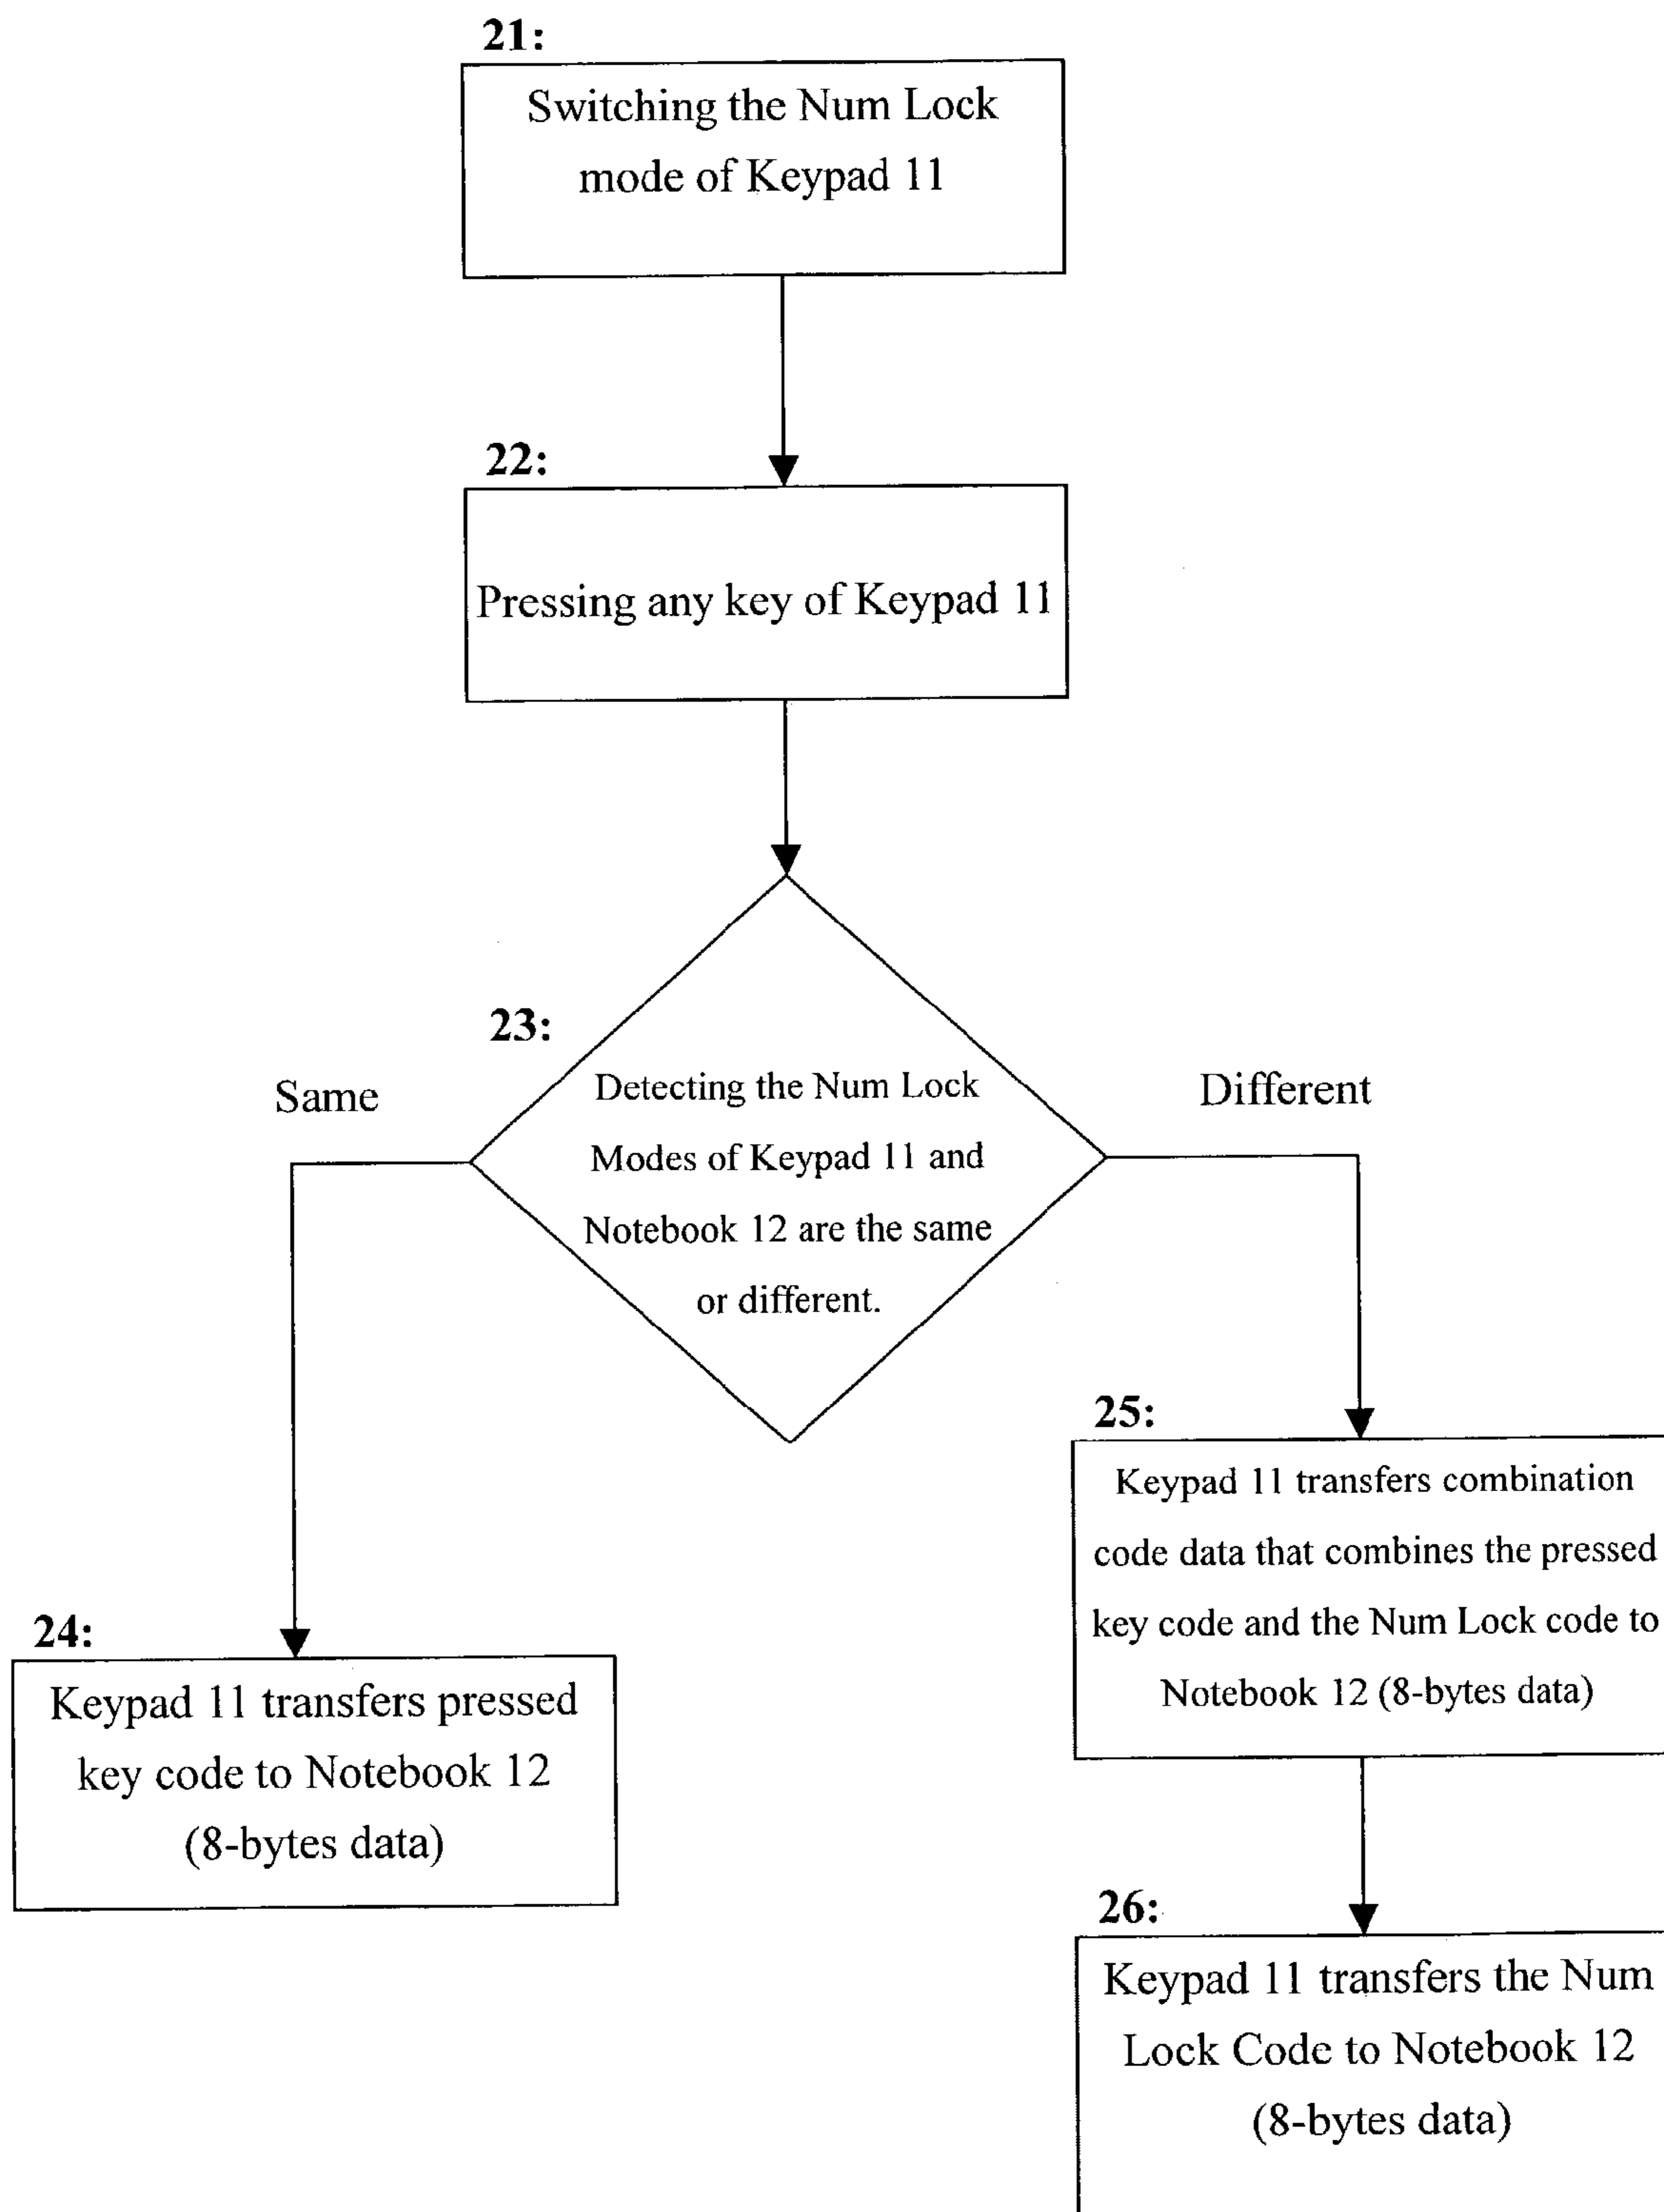 21:
Switching the Num Lock
mode of Keypad 11
22:
Pressing any key of Keypad 11
23:
Same
Different
Detecting the Num Lock
Modes of Keypad 11 and
Notebook 12 are the same
or different.
24:
Keypad 11 transfers pressed
key code to Notebook 12
(8-bytes data)
25:
Keypad 11 transfers combination
code data that combines the pressed
key code and the Num Lock code to
Notebook 12 (8-bytes data)
26:
Keypad 11 transfers the Num
Lock Code to Notebook 12
(8-bytes data)